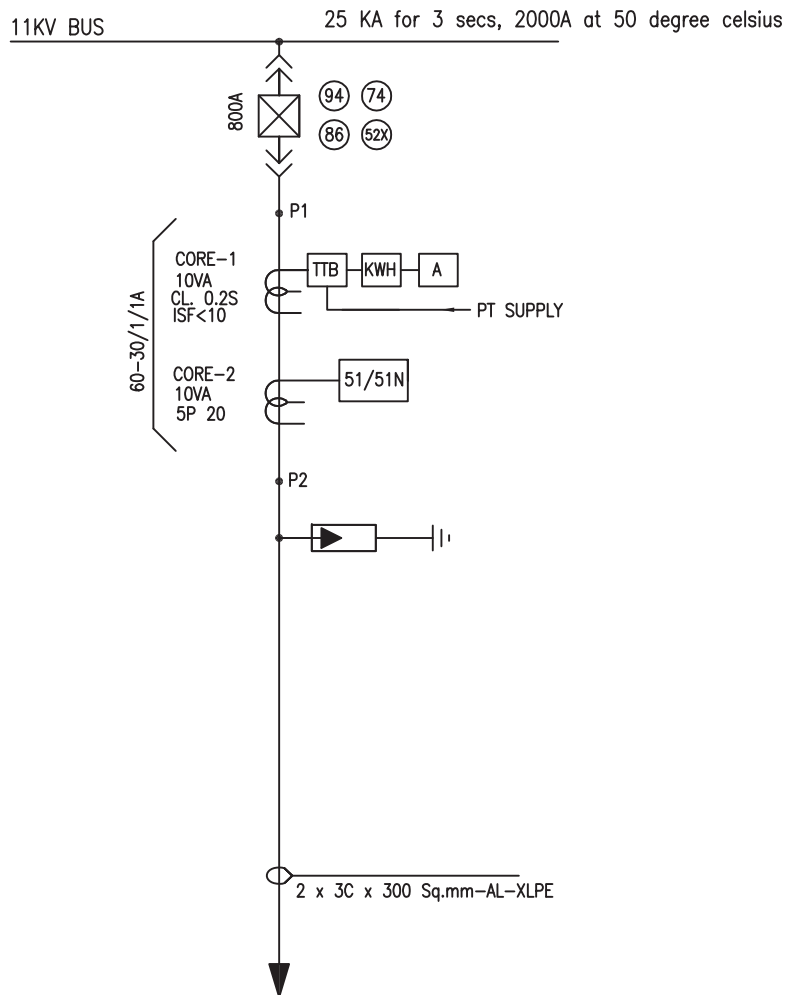 11KV BUS
25 KA for 3 secs, 2000A at 50 degree celsius
800A
94 74
86 52X
P1
60-30/1/1A
CORE-1
10VA
CL. 0.2S
ISF<10
TTB KWH A
PT SUPPLY
CORE-2
10VA
5P 20
51/51N
P2
2 x 3C x 300 Sq.mm-AL-XLPE